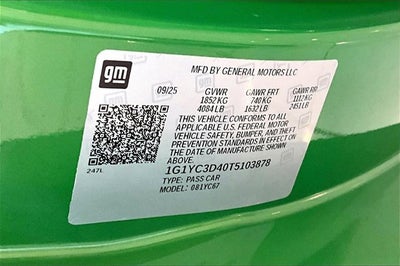 gm
MFD BY GENERAL MOTORS LLC
09/25 GVWR GAWR FRT GAWR RR
1852 KG 740 KG 1112 KG
4084 LB 1632 LB 2451 LB
THIS VEHICLE CONFORMS TO ALL
APPLICABLE U.S. FEDERAL MOTOR
VEHICLE SAFETY, BUMPER, AND THEFT
PREVENTION STANDARDS IN EFFECT ON
THE DATE OF MANUFACTURE SHOWN
ABOVE.
1G1YC3D40T5103878
TYPE: PASS CAR
MODEL: 081YC67
247L